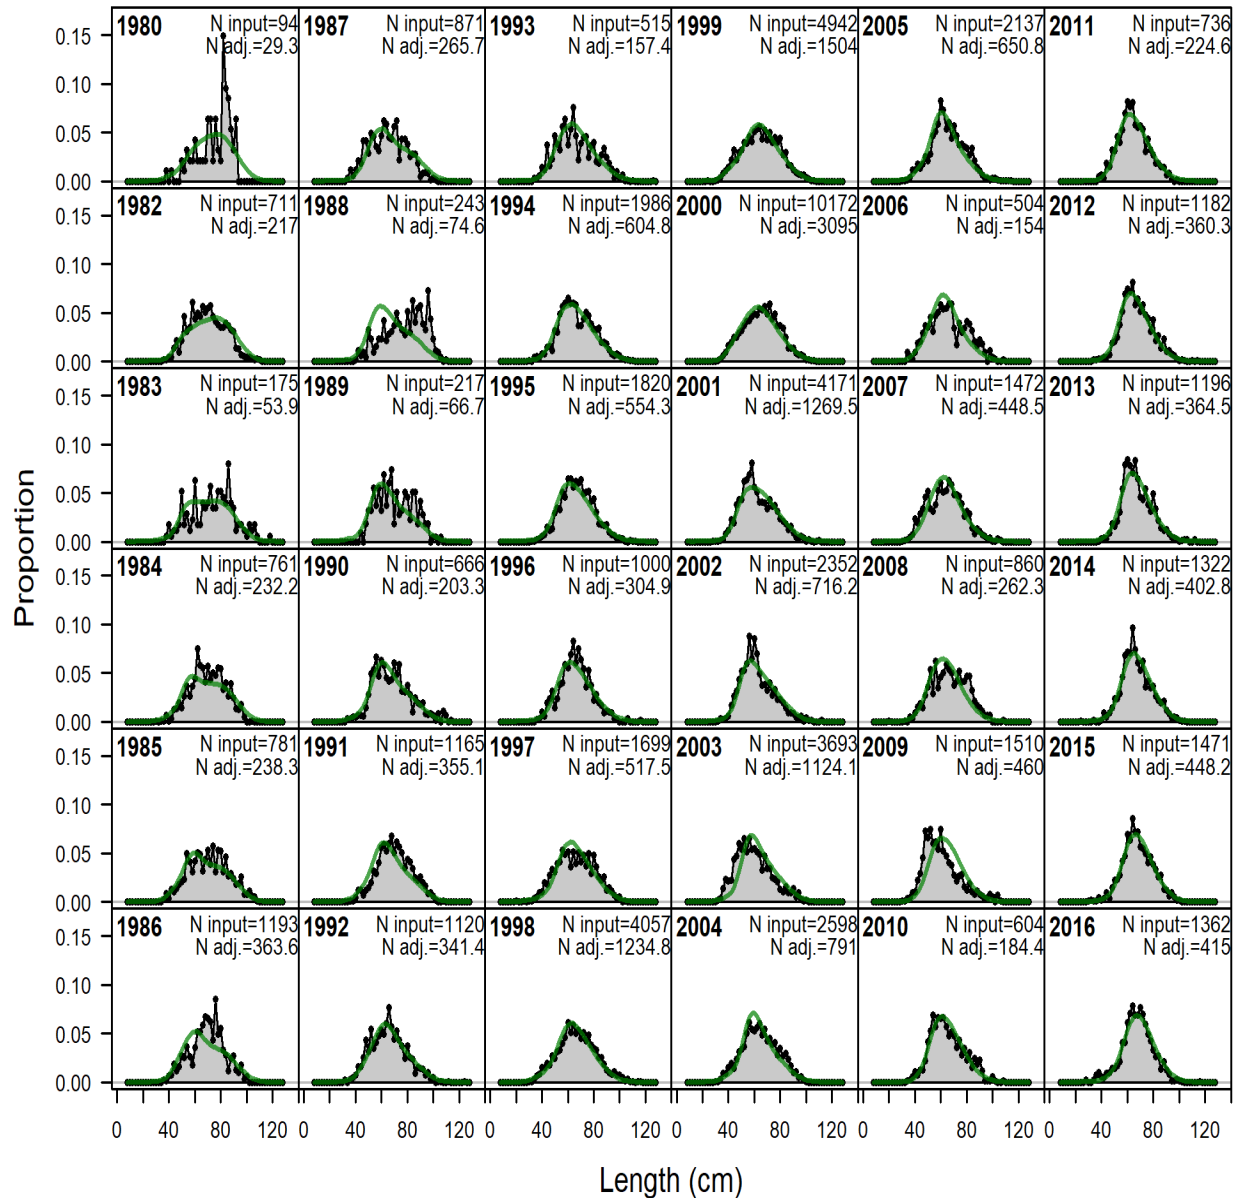 1980 N input=94
N adj.=29.3
1987 N input=871
N adj.=265.7
1993 N input=515
N adj.=157.4
1999 N input=4942
N adj.=1504
2005 N input=2137
N adj.=650.8
2011 N input=736
N adj.=224.6
0.15
0.10
0.05
0.00
1982 N input=711
N adj.=217
1988 N input=243
N adj.=74.6
1994 N input=1986
N adj.=604.8
2000 N input=10172
N adj.=3095
2006 N input=504
N adj.=154
2012 N input=1182
N adj.=360.3
0.15
0.10
0.05
0.00
1983 N input=175
N adj.=53.9
1989 N input=217
N adj.=66.7
1995 N input=1820
N adj.=554.3
2001 N input=4171
N adj.=1269.5
2007 N input=1472
N adj.=448.5
2013 N input=1196
N adj.=364.5
0.15
0.10
0.05
0.00
Proportion
1984 N input=761
N adj.=232.2
1990 N input=666
N adj.=203.3
1996 N input=1000
N adj.=304.9
2002 N input=2352
N adj.=716.2
2008 N input=860
N adj.=262.3
2014 N input=1322
N adj.=402.8
0.15
0.10
0.05
0.00
1985 N input=781
N adj.=238.3
1991 N input=1165
N adj.=355.1
1997 N input=1699
N adj.=517.5
2003 N input=3693
N adj.=1124.1
2009 N input=1510
N adj.=460
2015 N input=1471
N adj.=448.2
0.15
0.10
0.05
0.00
1986 N input=1193
N adj.=363.6
1992 N input=1120
N adj.=341.4
1998 N input=4057
N adj.=1234.8
2004 N input=2598
N adj.=791
2010 N input=604
N adj.=184.4
2016 N input=1362
N adj.=415
0.15
0.10
0.05
0.00
0 40 80 120 0 40 80 120 0 40 80 120 0 40 80 120 0 40 80 120 0 40 80 120
Length (cm)